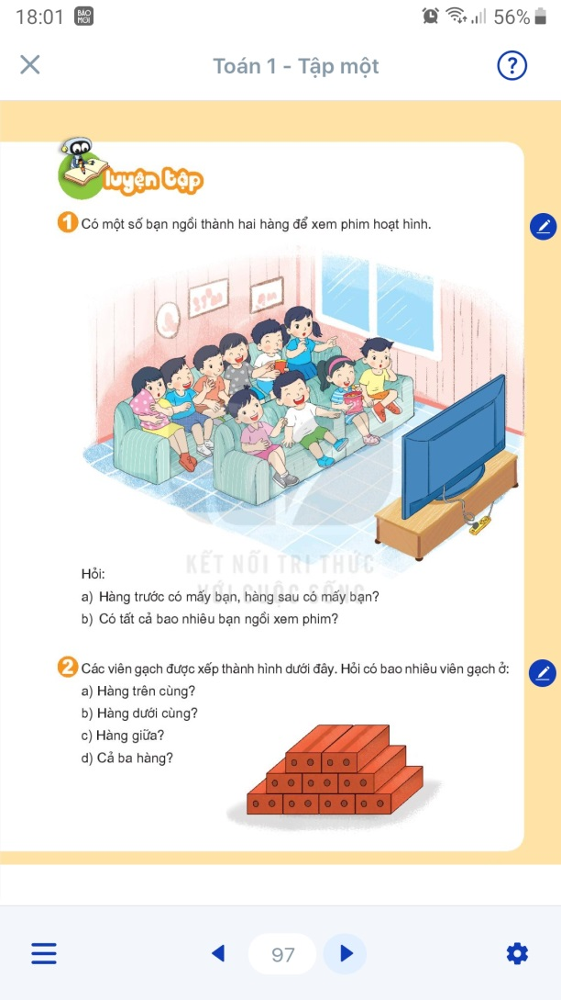 18:01 BÁO MỚI 56%
Toán 1 - Tập một
?
luyện tập
1 Có một số bạn ngồi thành hai hàng để xem phim hoạt hình.
KẾT NỐI TRI THỨC
VỚI CUỘC SỐNG
Hỏi:
a) Hàng trước có mấy bạn, hàng sau có mấy bạn?
b) Có tất cả bao nhiêu bạn ngồi xem phim?
2 Các viên gạch được xếp thành hình dưới đây. Hỏi có bao nhiêu viên gạch ở:
a) Hàng trên cùng?
b) Hàng dưới cùng?
c) Hàng giữa?
d) Cả ba hàng?
97